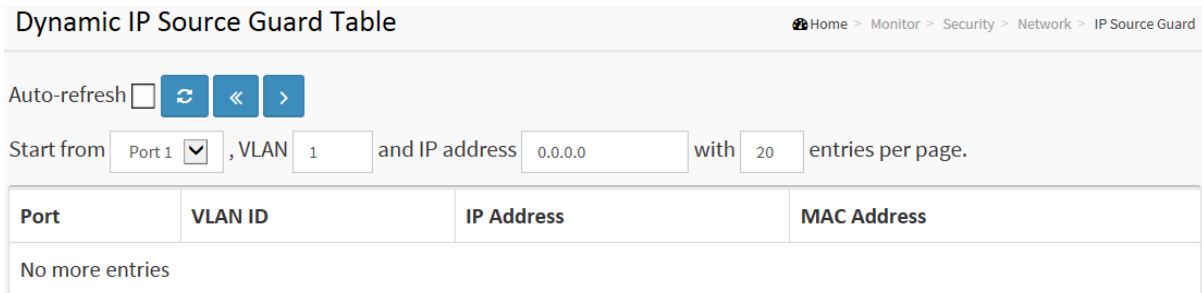 Dynamic IP Source Guard Table
Home > Monitor > Security > Network > IP Source Guard
Auto-refresh
Start from Port 1 , VLAN 1 and IP address 0.0.0.0 with 20 entries per page.
Port VLAN ID IP Address MAC Address
No more entries